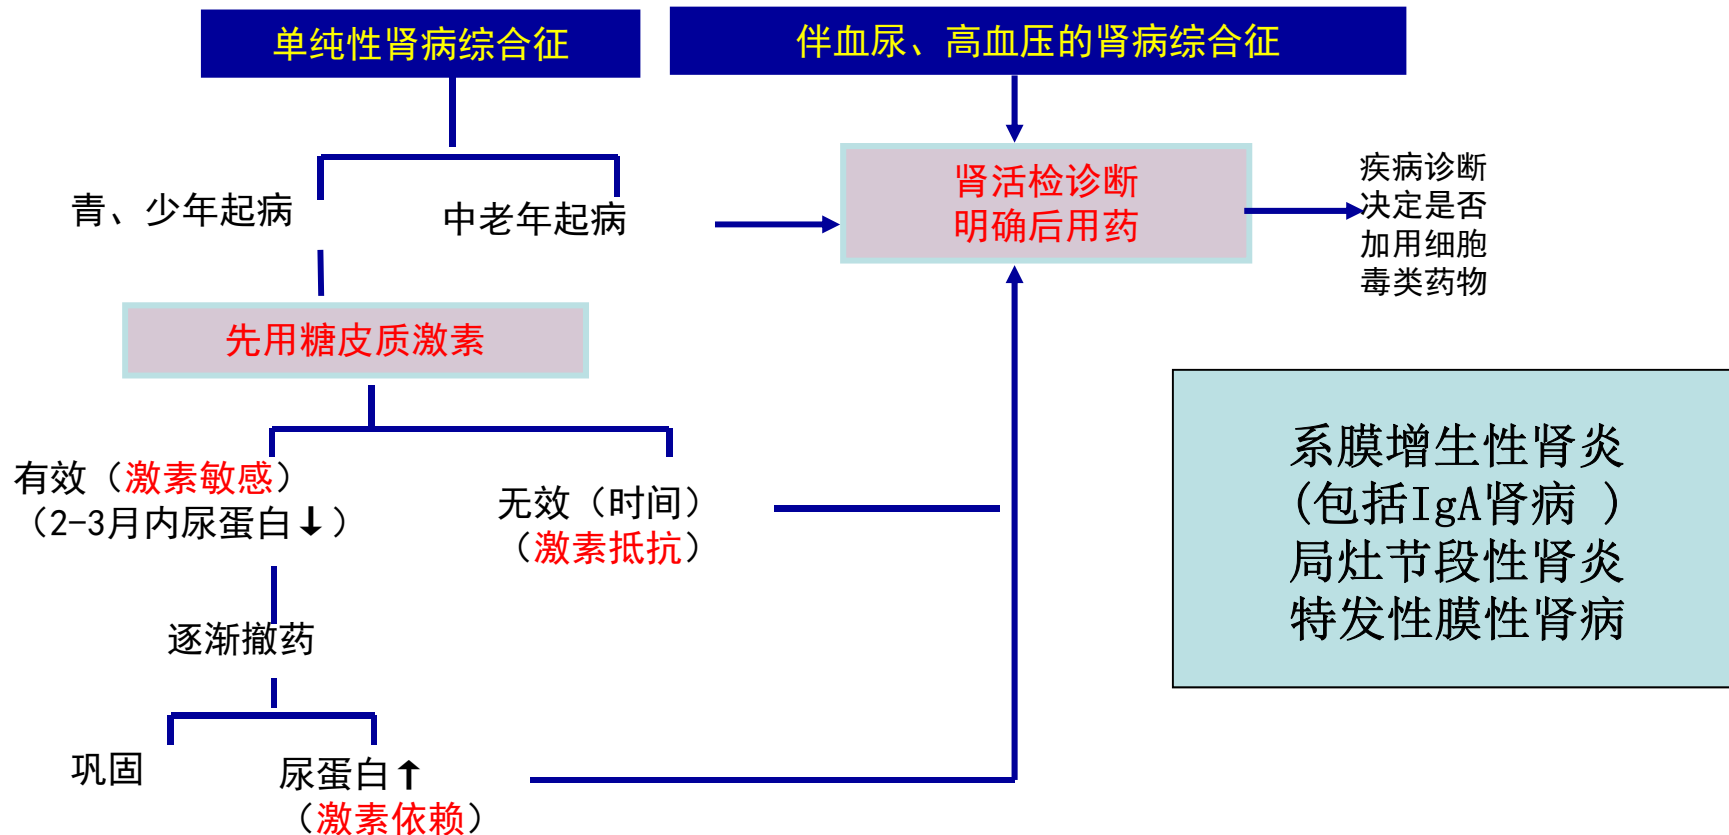 单纯性肾病综合征
伴血尿、高血压的肾病综合征
青、少年起病
中老年起病
肾活检诊断
明确后用药
疾病诊断
决定是否
加用细胞
毒类药物
先用糖皮质激素
有效（激素敏感）
（2-3月内尿蛋白↓）
无效（时间）
（激素抵抗）
系膜增生性肾炎
(包括IgA肾病 )
局灶节段性肾炎
特发性膜性肾病
逐渐撤药
巩固
尿蛋白↑
（激素依赖）